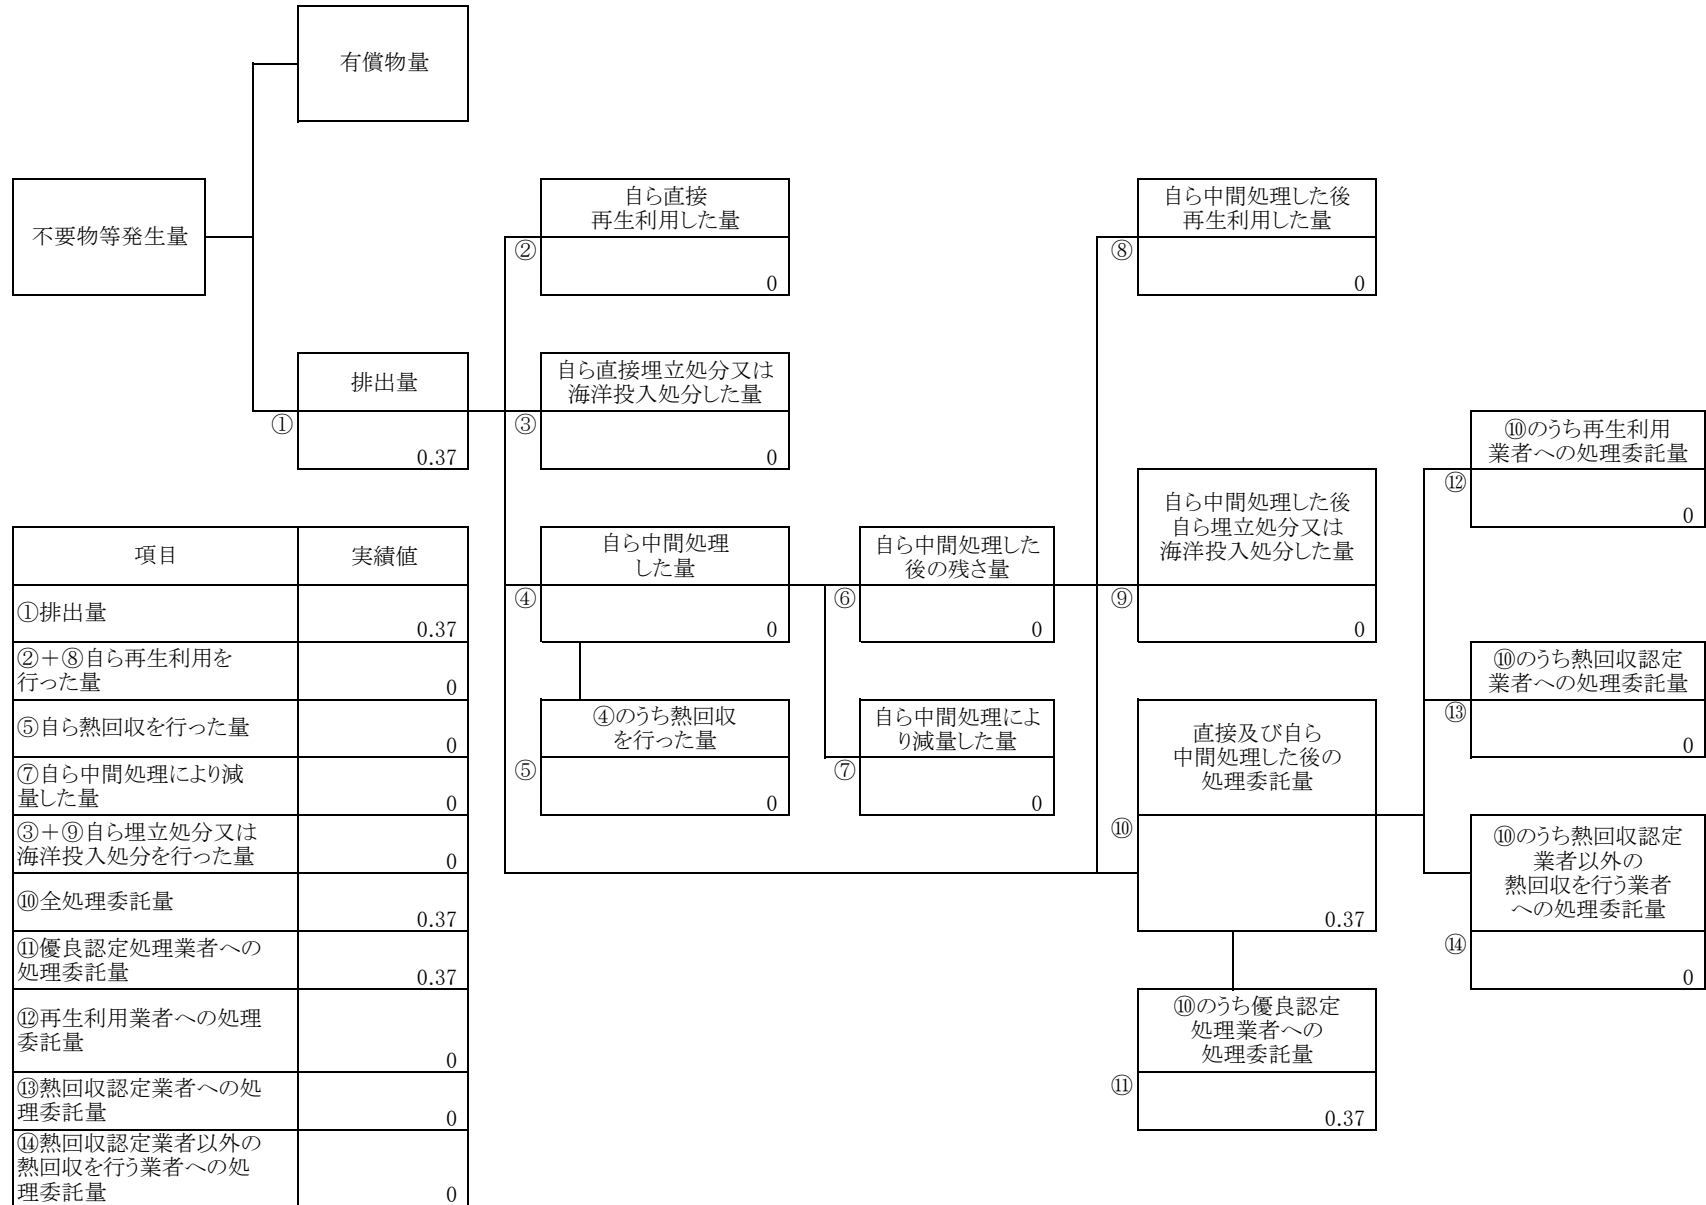 有償物量
不要物等発生量
自ら直接
再生利用した量
②
0
自ら中間処理した後
再生利用した量
⑧
0
排出量
①
0.37
自ら直接埋立処分又は
海洋投入処分した量
③
0
⑩のうち再生利用
業者への処理委託量
⑫
0
自ら中間処理
した量
④
0
自ら中間処理した
後の残さ量
⑥
0
自ら中間処理した後
自ら埋立処分又は
海洋投入処分した量
⑨
0
⑩のうち熱回収認定
業者への処理委託量
⑬
0
④のうち熱回収
を行った量
⑤
0
自ら中間処理によ
り減量した量
⑦
0
直接及び自ら
中間処理した後の
処理委託量
⑩
0.37
⑩のうち熱回収認定
業者以外の
熱回収を行う業者
への処理委託量
⑭
0
⑩のうち優良認定
処理業者への
処理委託量
⑪
0.37
項目 実績値
①排出量
0.37
②＋⑧自ら再生利用を
行った量 0
⑤自ら熱回収を行った量
0
⑦自ら中間処理により減
量した量 0
③＋⑨自ら埋立処分又は
海洋投入処分を行った量 0
⑩全処理委託量
0.37
⑪優良認定処理業者への
処理委託量 0.37
⑫再生利用業者への処理
委託量
0
⑬熱回収認定業者への処
理委託量 0
⑭熱回収認定業者以外の
熱回収を行う業者への処
理委託量 0